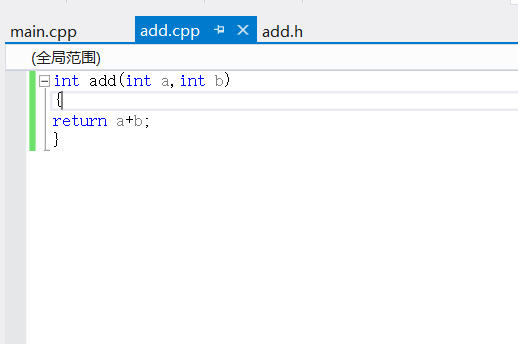 main.cpp add.cpp add.h
(全局范围)
int add(int a,int b)
{
return a+b;
}